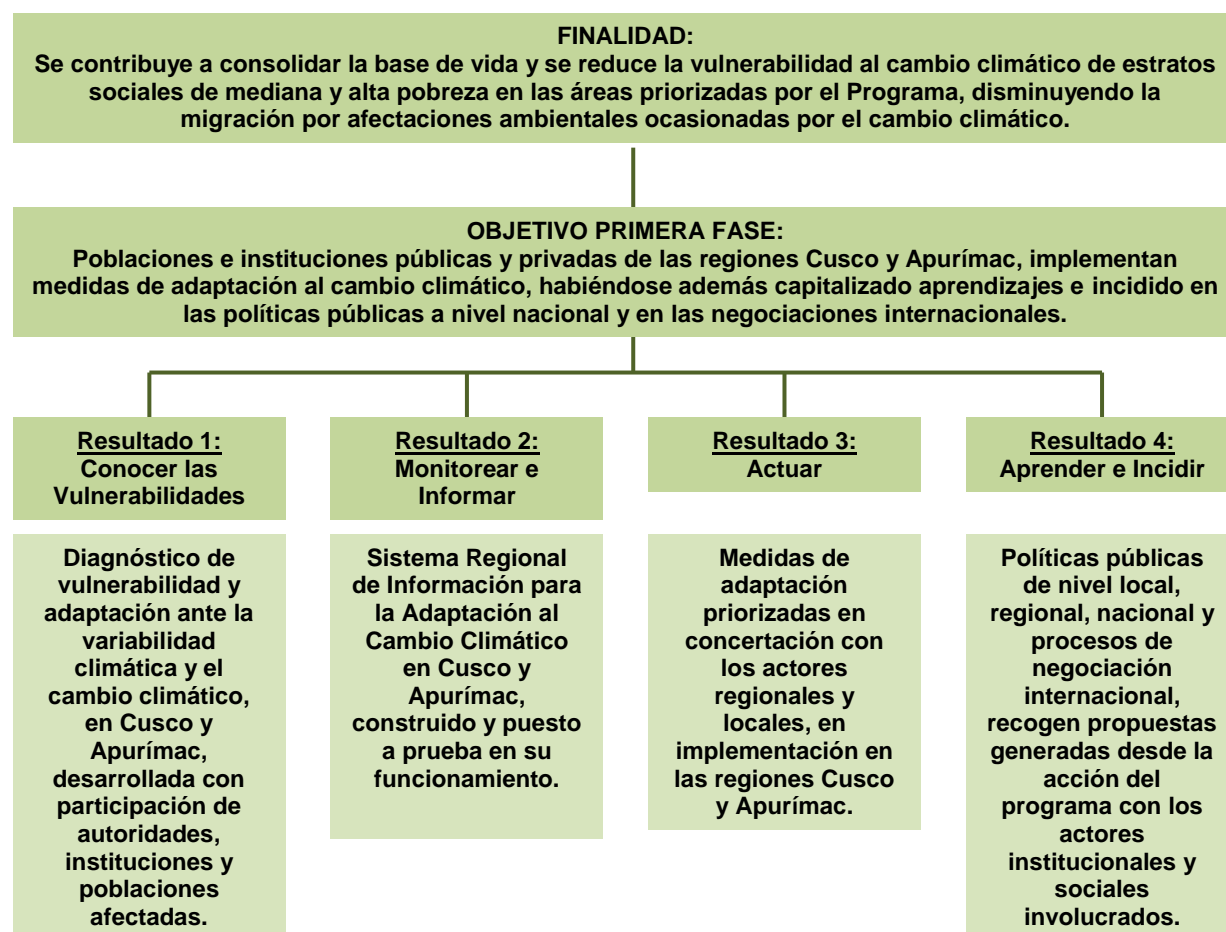 FINALIDAD:
Se contribuye a consolidar la base de vida y se reduce la vulnerabilidad al cambio climático de estratos
sociales de mediana y alta pobreza en las áreas priorizadas por el Programa, disminuyendo la
migración por afectaciones ambientales ocasionadas por el cambio climático.
OBJETIVO PRIMERA FASE:
Poblaciones e instituciones públicas y privadas de las regiones Cusco y Apurímac, implementan
medidas de adaptación al cambio climático, habiéndose además capitalizado aprendizajes e incidido en
las políticas públicas a nivel nacional y en las negociaciones internacionales.
Resultado 1:
Conocer las
Vulnerabilidades
Diagnóstico de
vulnerabilidad y
adaptación ante la
variabilidad
climática y el
cambio climático,
en Cusco y
Apurímac,
desarrollada con
participación de
autoridades,
instituciones y
poblaciones
afectadas.
Resultado 2:
Monitorear e
Informar
Sistema Regional
de Información para
la Adaptación al
Cambio Climático
en Cusco y
Apurímac,
construido y puesto
a prueba en su
funcionamiento.
Resultado 3:
Actuar
Medidas de
adaptación
priorizadas en
concertación con
los actores
regionales y
locales, en
implementación en
las regiones Cusco
y Apurímac.
Resultado 4:
Aprender e Incidir
Políticas públicas
de nivel local,
regional, nacional y
procesos de
negociación
internacional,
recogen propuestas
generadas desde la
acción del
programa con los
actores
institucionales y
sociales
involucrados.